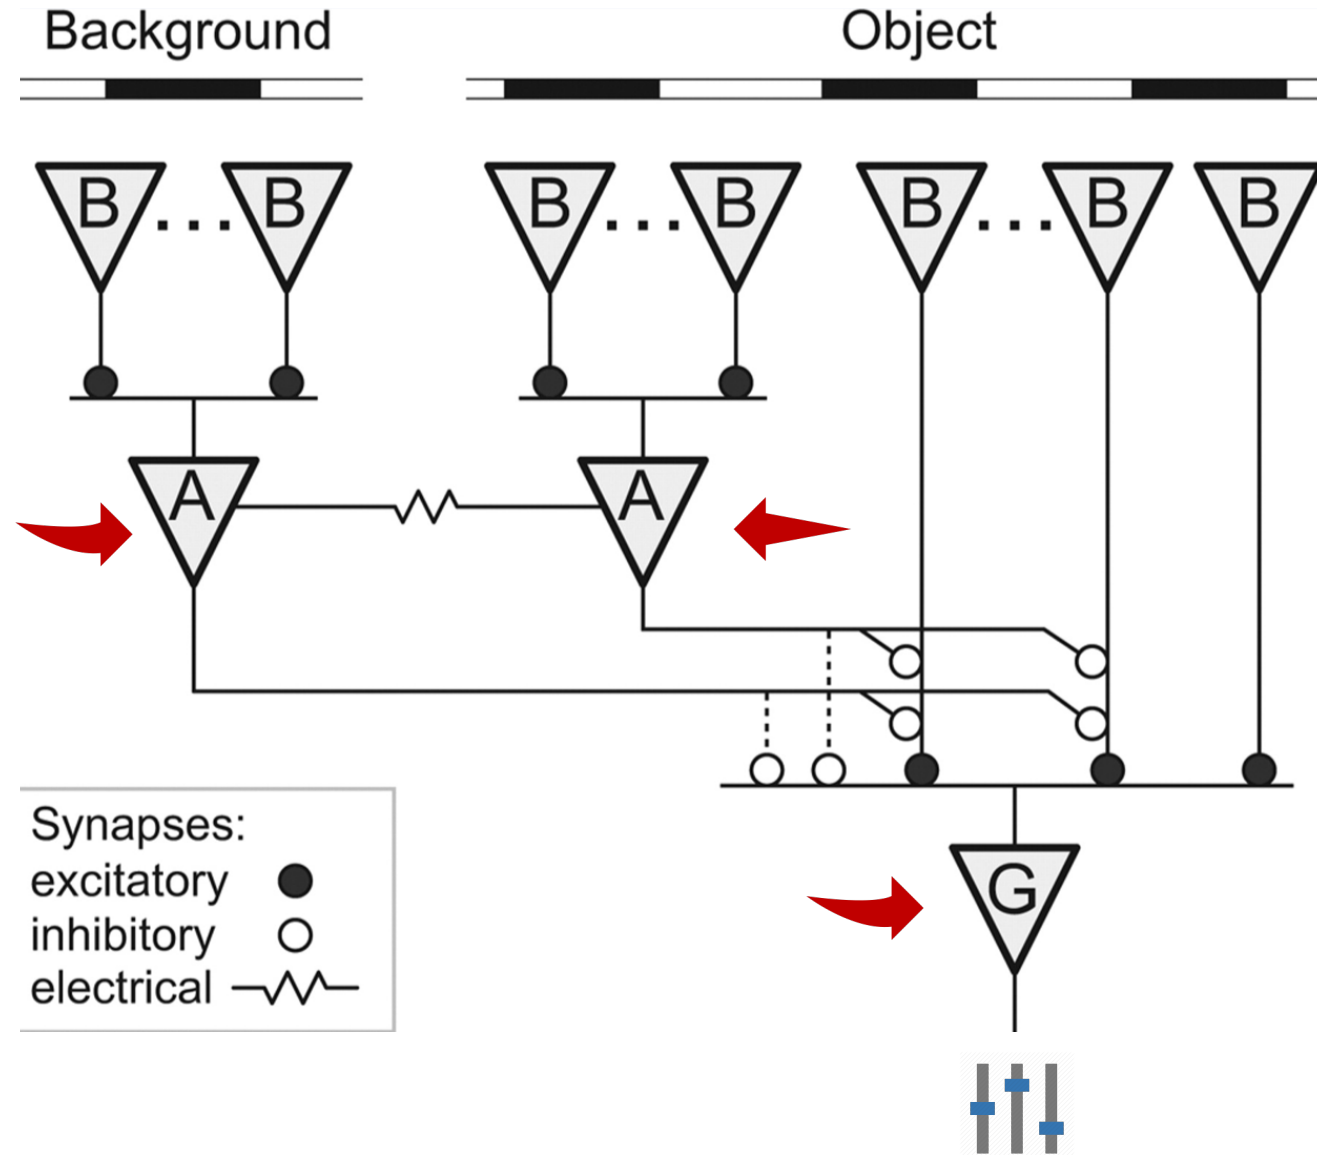 Background Object
B ... B B ... B B ... B B
A A
G
Synapses:
excitatory
inhibitory
electrical